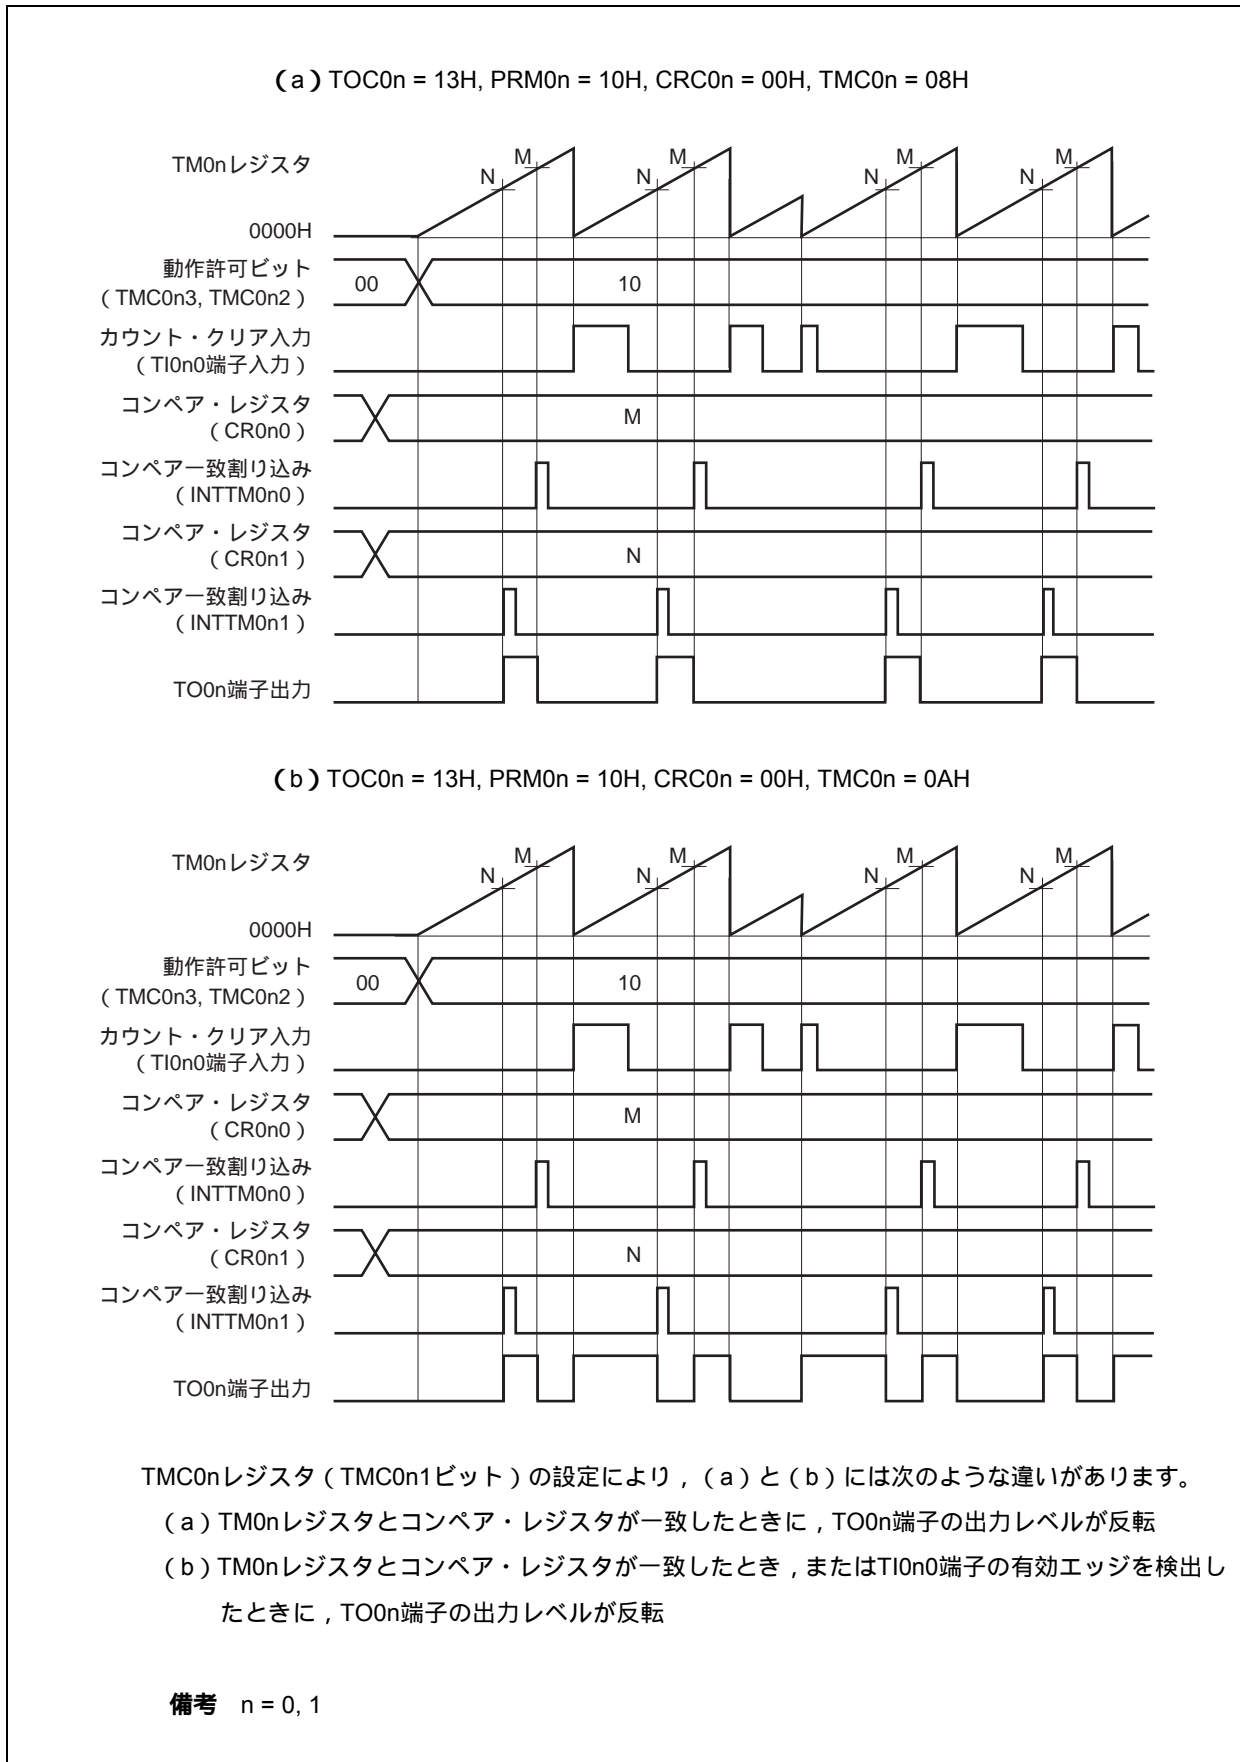 （a）TOC0n = 13H, PRM0n = 10H, CRC0n = 00H, TMC0n = 08H
TM0nレジスタ
N
M
N
M
N
M
N
M
0000H
動作許可ビット
（TMC0n3, TMC0n2）
00
10
カウント・クリア入力
（TI0n0端子入力）
コンペア・レジスタ
（CR0n0）
M
コンペア一致割り込み
（INTTM0n0）
コンペア・レジスタ
（CR0n1）
N
コンペア一致割り込み
（INTTM0n1）
TO0n端子出力
（b）TOC0n = 13H, PRM0n = 10H, CRC0n = 00H, TMC0n = 0AH
TM0nレジスタ
N
M
N
M
N
M
N
M
0000H
動作許可ビット
（TMC0n3, TMC0n2）
00
10
カウント・クリア入力
（TI0n0端子入力）
コンペア・レジスタ
（CR0n0）
M
コンペア一致割り込み
（INTTM0n0）
コンペア・レジスタ
（CR0n1）
N
コンペア一致割り込み
（INTTM0n1）
TO0n端子出力
TMC0nレジスタ（TMC0n1ビット）の設定により，（a）と（b）には次のような違いがあります。
（a）TM0nレジスタとコンペア・レジスタが一致したときに，TO0n端子の出力レベルが反転
（b）TM0nレジスタとコンペア・レジスタが一致したとき，またはTI0n0端子の有効エッジを検出し
たときに，TO0n端子の出力レベルが反転
備考　n = 0, 1